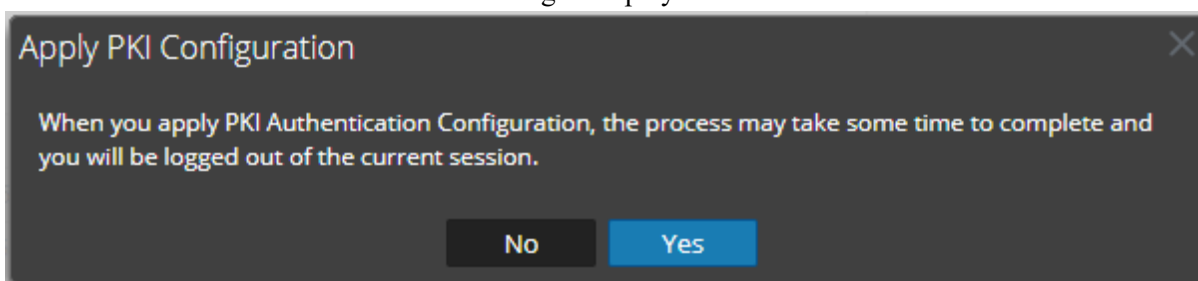 Apply PKI Configuration
When you apply PKI Authentication Configuration, the process may take some time to complete and
you will be logged out of the current session.
No
Yes